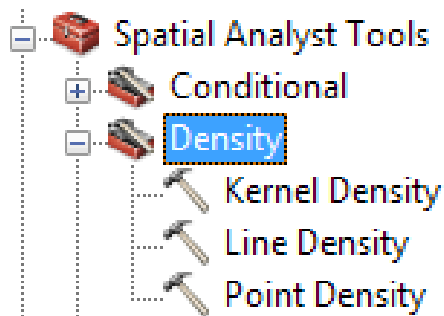 Spatial Analyst Tools
Conditional
Density
Kernel Density
Line Density
Point Density